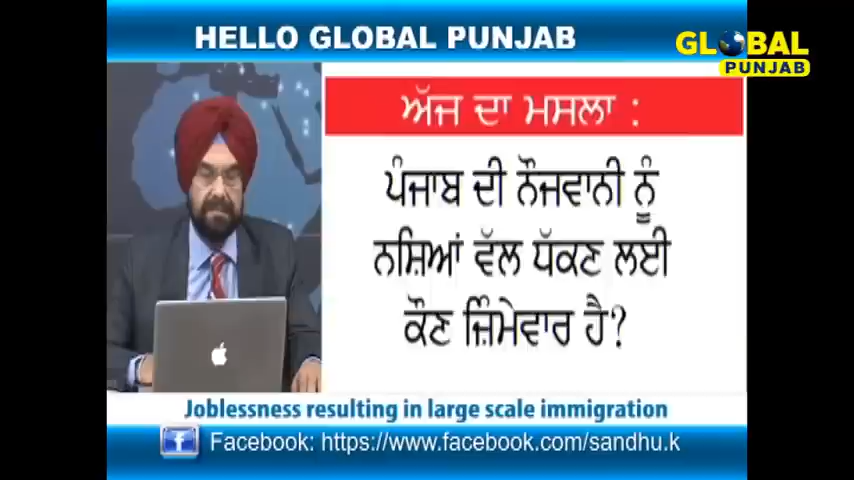 HELLO GLOBAL PUNJAB
GLOBAL
PUNJAB
ਅੱਜ ਦਾ ਮਸਲਾ :
ਪੰਜਾਬ ਦੀ ਨੌਜਵਾਨੀ ਨੂੰ
ਨਸ਼ਿਆਂ ਵੱਲ ਧੱਕਣ ਲਈ
ਕੌਣ ਜ਼ਿੰਮੇਵਾਰ ਹੈ?
Joblessness resulting in large scale immigration
Facebook: https://www.facebook.com/sandhu.k